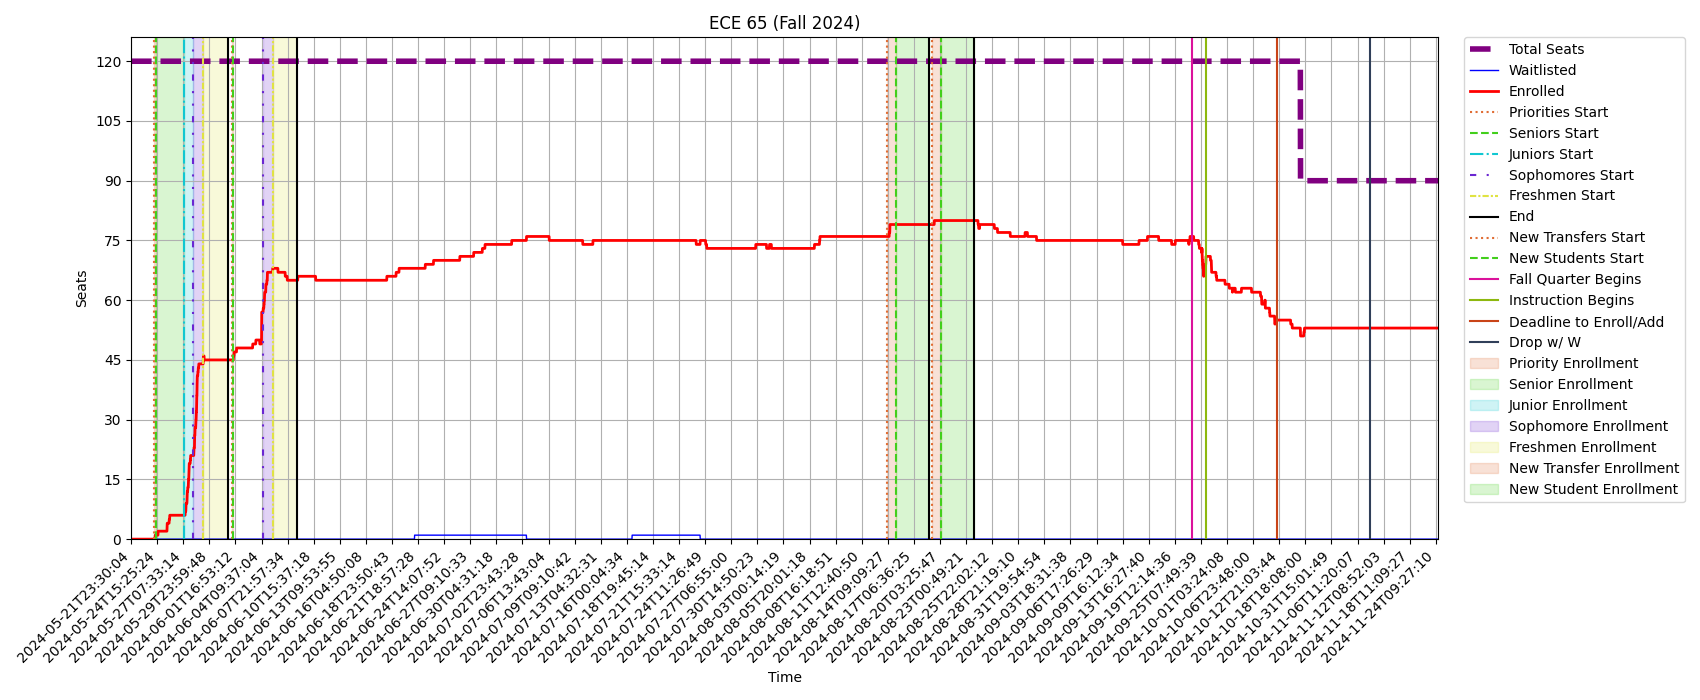 ECE 65 (Fall 2024)
Seats
120
105
90
75
60
45
30
15
0
2024-05-21T23:30:04
2024-05-24T15:25:24
2024-05-27T07:33:14
2024-05-29T23:59:48
2024-06-01T16:53:12
2024-06-04T09:37:04
2024-06-07T21:57:34
2024-06-10T15:37:18
2024-06-13T09:53:55
2024-06-16T04:50:08
2024-06-18T23:50:43
2024-06-21T18:57:28
2024-06-24T14:07:52
2024-06-27T09:10:33
2024-06-30T04:31:18
2024-07-02T23:43:28
2024-07-06T13:43:04
2024-07-09T09:10:42
2024-07-13T04:32:31
2024-07-16T00:04:34
2024-07-18T19:45:14
2024-07-21T15:33:14
2024-07-24T11:26:49
2024-07-27T06:55:00
2024-07-30T14:50:23
2024-08-03T00:14:19
2024-08-05T20:01:18
2024-08-08T16:18:51
2024-08-11T12:40:50
2024-08-14T09:09:27
2024-08-17T06:36:25
2024-08-20T03:25:47
2024-08-23T00:49:21
2024-08-25T22:02:12
2024-08-28T21:19:10
2024-08-31T19:54:54
2024-09-03T18:31:38
2024-09-06T17:26:29
2024-09-09T16:12:34
2024-09-13T16:27:40
2024-09-19T12:14:36
2024-09-25T07:49:39
2024-10-01T03:24:08
2024-10-06T23:48:00
2024-10-12T21:03:44
2024-10-18T18:08:00
2024-10-31T15:01:49
2024-11-06T11:20:07
2024-11-12T08:52:03
2024-11-18T11:09:27
2024-11-24T09:27:10
Time
Total Seats
Waitlisted
Enrolled
Priorities Start
Seniors Start
Juniors Start
Sophomores Start
Freshmen Start
End
New Transfers Start
New Students Start
Fall Quarter Begins
Instruction Begins
Deadline to Enroll/Add
Drop w/ W
Priority Enrollment
Senior Enrollment
Junior Enrollment
Sophomore Enrollment
Freshmen Enrollment
New Transfer Enrollment
New Student Enrollment